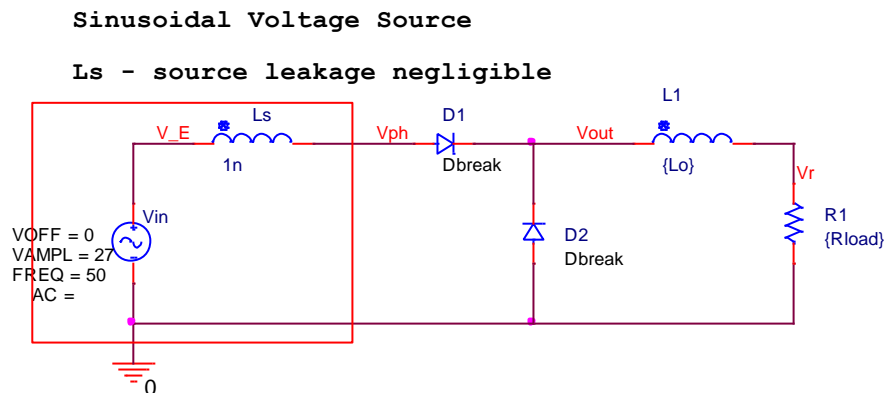 Sinusoidal Voltage Source
Ls - source leakage negligible
L1
Ls
D1
V_E
Vph
Vout
1n
Dbreak
{Lo}
Vr
Vin
R1
VOFF = 0
D2
{Rload}
VAMPL = 27
Dbreak
FREQ = 50
AC =
0